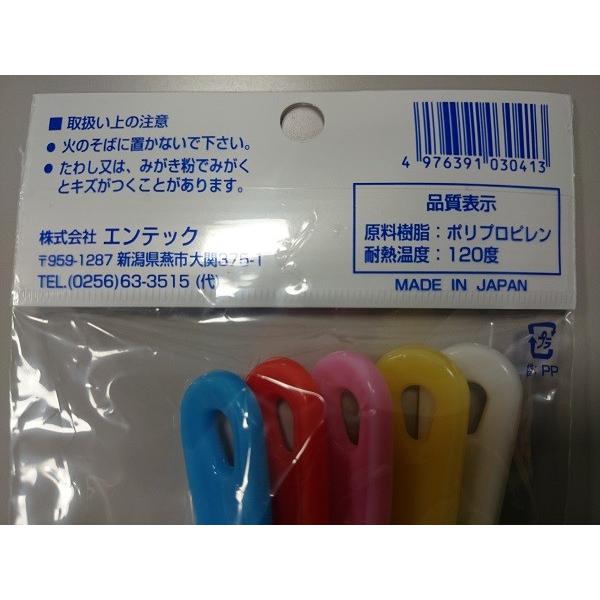 ■ 取扱い上の注意
● 火のそばに置かないで下さい。
● たわし又は、みがき粉でみがく
とキズがつくことがあります。
株式会社 エンテック
〒959-1287 新潟県燕市大関375-1
TEL.(0256)63-3515 (代)
4 976391 030413
品質表示
原料樹脂：ポリプロピレン
耐熱温度：120度
MADE IN JAPAN
プラ
PP